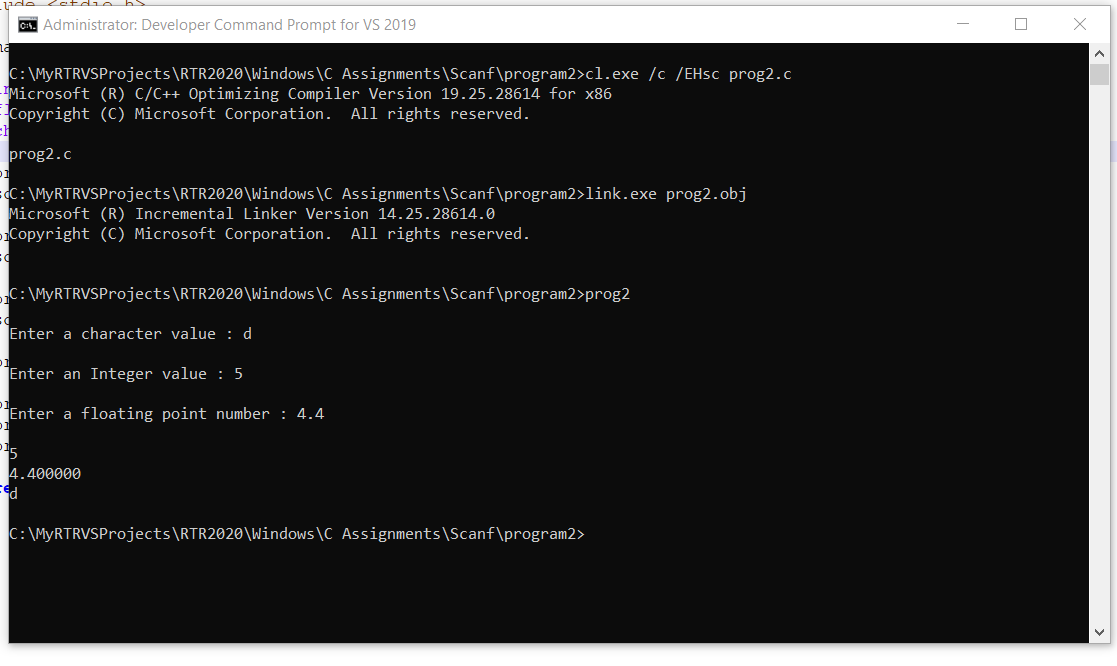 lude <stdio.h>
Administrator: Developer Command Prompt for VS 2019
C:\MyRTRVSProjects\RTR2020\Windows\C Assignments\Scanf\program2>cl.exe /c /EHsc prog2.c
Microsoft (R) C/C++ Optimizing Compiler Version 19.25.28614 for x86
Copyright (C) Microsoft Corporation.  All rights reserved.
prog2.c
C:\MyRTRVSProjects\RTR2020\Windows\C Assignments\Scanf\program2>link.exe prog2.obj
Microsoft (R) Incremental Linker Version 14.25.28614.0
Copyright (C) Microsoft Corporation.  All rights reserved.
C:\MyRTRVSProjects\RTR2020\Windows\C Assignments\Scanf\program2>prog2
Enter a character value : d
Enter an Integer value : 5
Enter a floating point number : 4.4
5
4.400000
d
C:\MyRTRVSProjects\RTR2020\Windows\C Assignments\Scanf\program2>